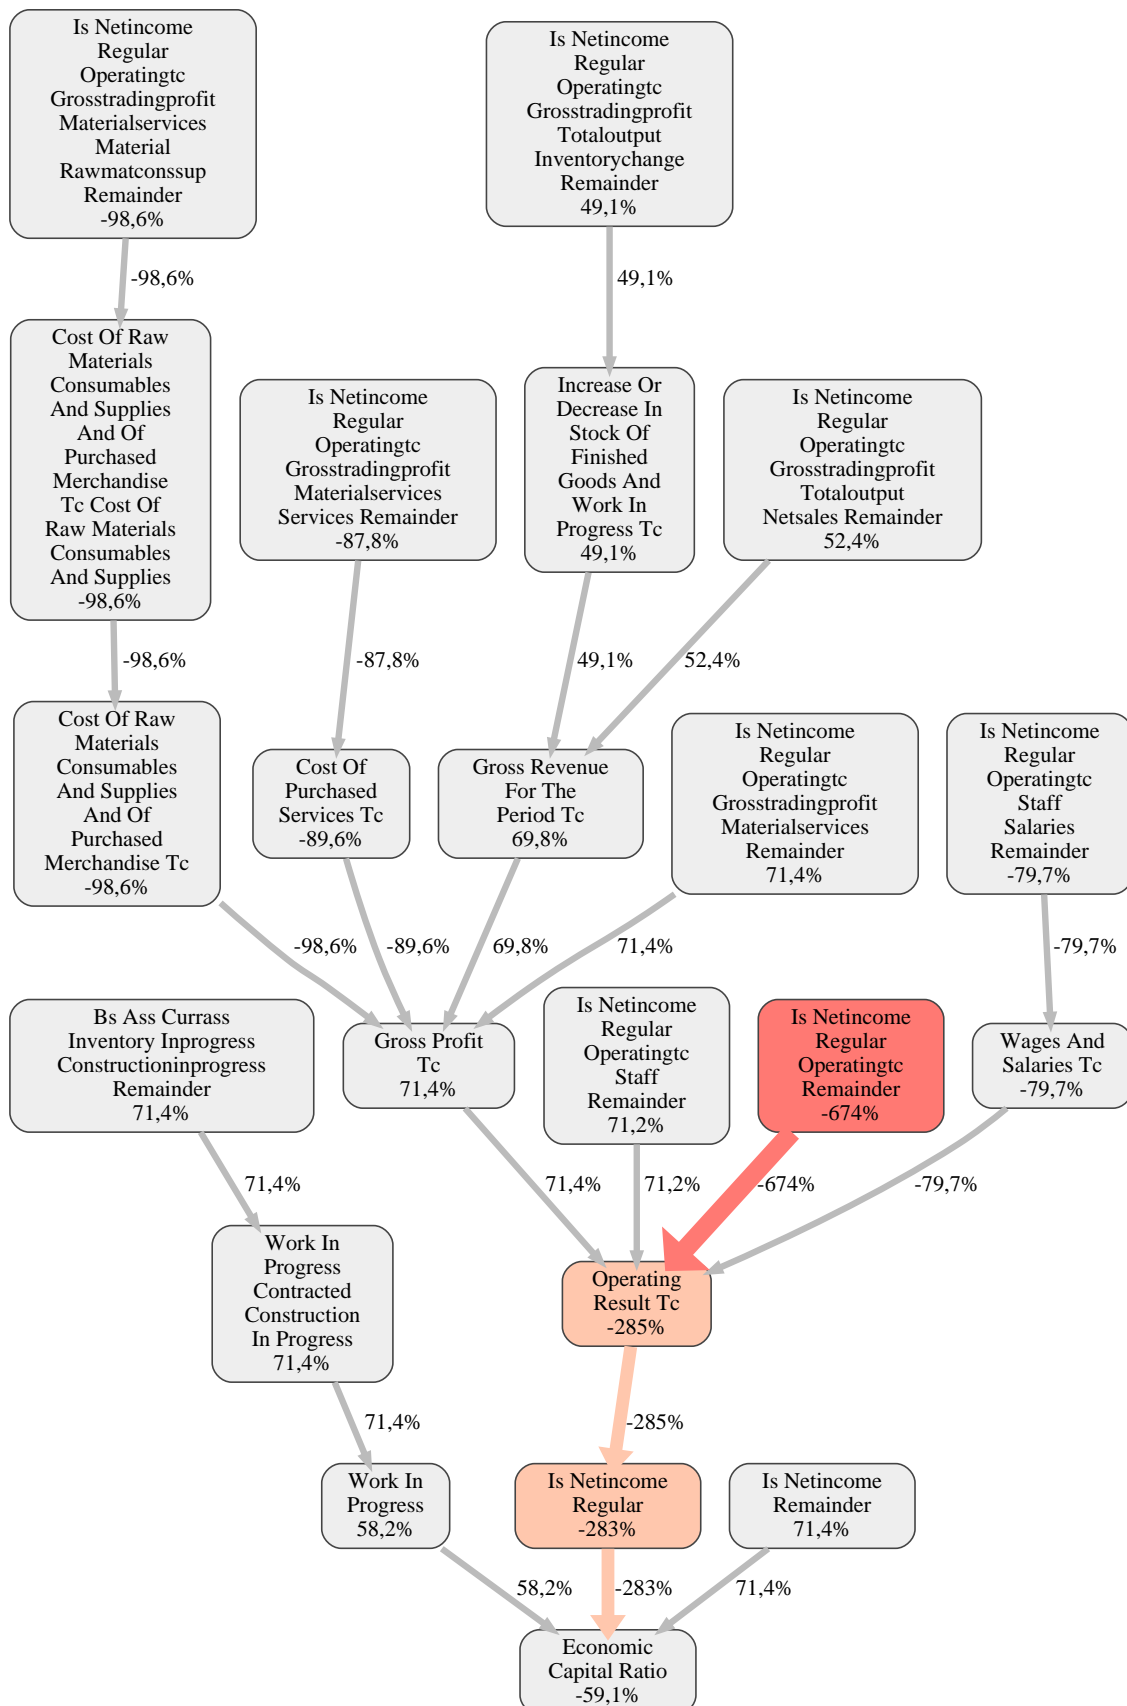 Is Netincome
Regular
Operatingtc
Grosstradingprofit
Materialservices
Material
Rawmatconssup
Remainder
-98,6%
Is Netincome
Regular
Operatingtc
Grosstradingprofit
Totaloutput
Inventorychange
Remainder
49,1%
-98,6%
49,1%
Cost Of Raw
Materials
Consumables
And Supplies
And Of
Purchased
Merchandise
Tc Cost Of
Raw Materials
Consumables
And Supplies
-98,6%
Is Netincome
Regular
Operatingtc
Grosstradingprofit
Materialservices
Services Remainder
-87,8%
Increase Or
Decrease In
Stock Of
Finished
Goods And
Work In
Progress Tc
49,1%
Is Netincome
Regular
Operatingtc
Grosstradingprofit
Totaloutput
Netsales Remainder
52,4%
-98,6%
-87,8%
49,1%
52,4%
Cost Of Raw
Materials
Consumables
And Supplies
And Of
Purchased
Merchandise Tc
-98,6%
Cost Of
Purchased
Services Tc
-89,6%
Gross Revenue
For The
Period Tc
69,8%
Is Netincome
Regular
Operatingtc
Grosstradingprofit
Materialservices
Remainder
71,4%
Is Netincome
Regular
Operatingtc
Staff
Salaries
Remainder
-79,7%
-98,6%
-89,6%
69,8%
71,4%
-79,7%
Bs Ass Currass
Inventory Inprogress
Constructioninprogress
Remainder
71,4%
Gross Profit
Tc
71,4%
Is Netincome
Regular
Operatingtc
Staff
Remainder
71,2%
Is Netincome
Regular
Operatingtc
Remainder
-674%
Wages And
Salaries Tc
-79,7%
71,4%
71,4%
71,2%
-674%
-79,7%
Work In
Progress
Contracted
Construction
In Progress
71,4%
Operating
Result Tc
-285%
71,4%
-285%
Work In
Progress
58,2%
Is Netincome
Regular
-283%
Is Netincome
Remainder
71,4%
58,2%
-283%
71,4%
Economic
Capital Ratio
-59,1%